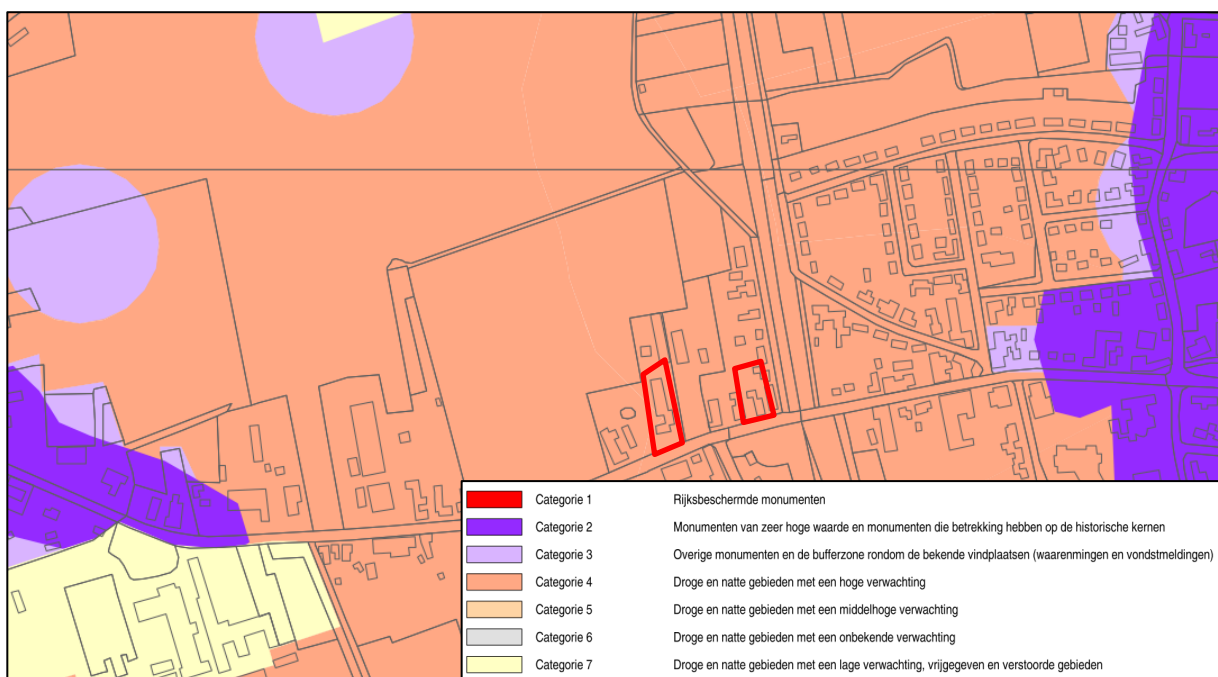 Categorie 1 Rijksbeschermde monumenten
Categorie 2 Monumenten van zeer hoge waarde en monumenten die betrekking hebben op de historische kernen
Categorie 3 Overige monumenten en de bufferzone rondom de bekende vindplaatsen (waarenmingen en vondstmeldingen)
Categorie 4 Droge en natte gebieden met een hoge verwachting
Categorie 5 Droge en natte gebieden met een middelhoge verwachting
Categorie 6 Droge en natte gebieden met een onbekende verwachting
Categorie 7 Droge en natte gebieden met een lage verwachting, vrijgegeven en verstoorde gebieden